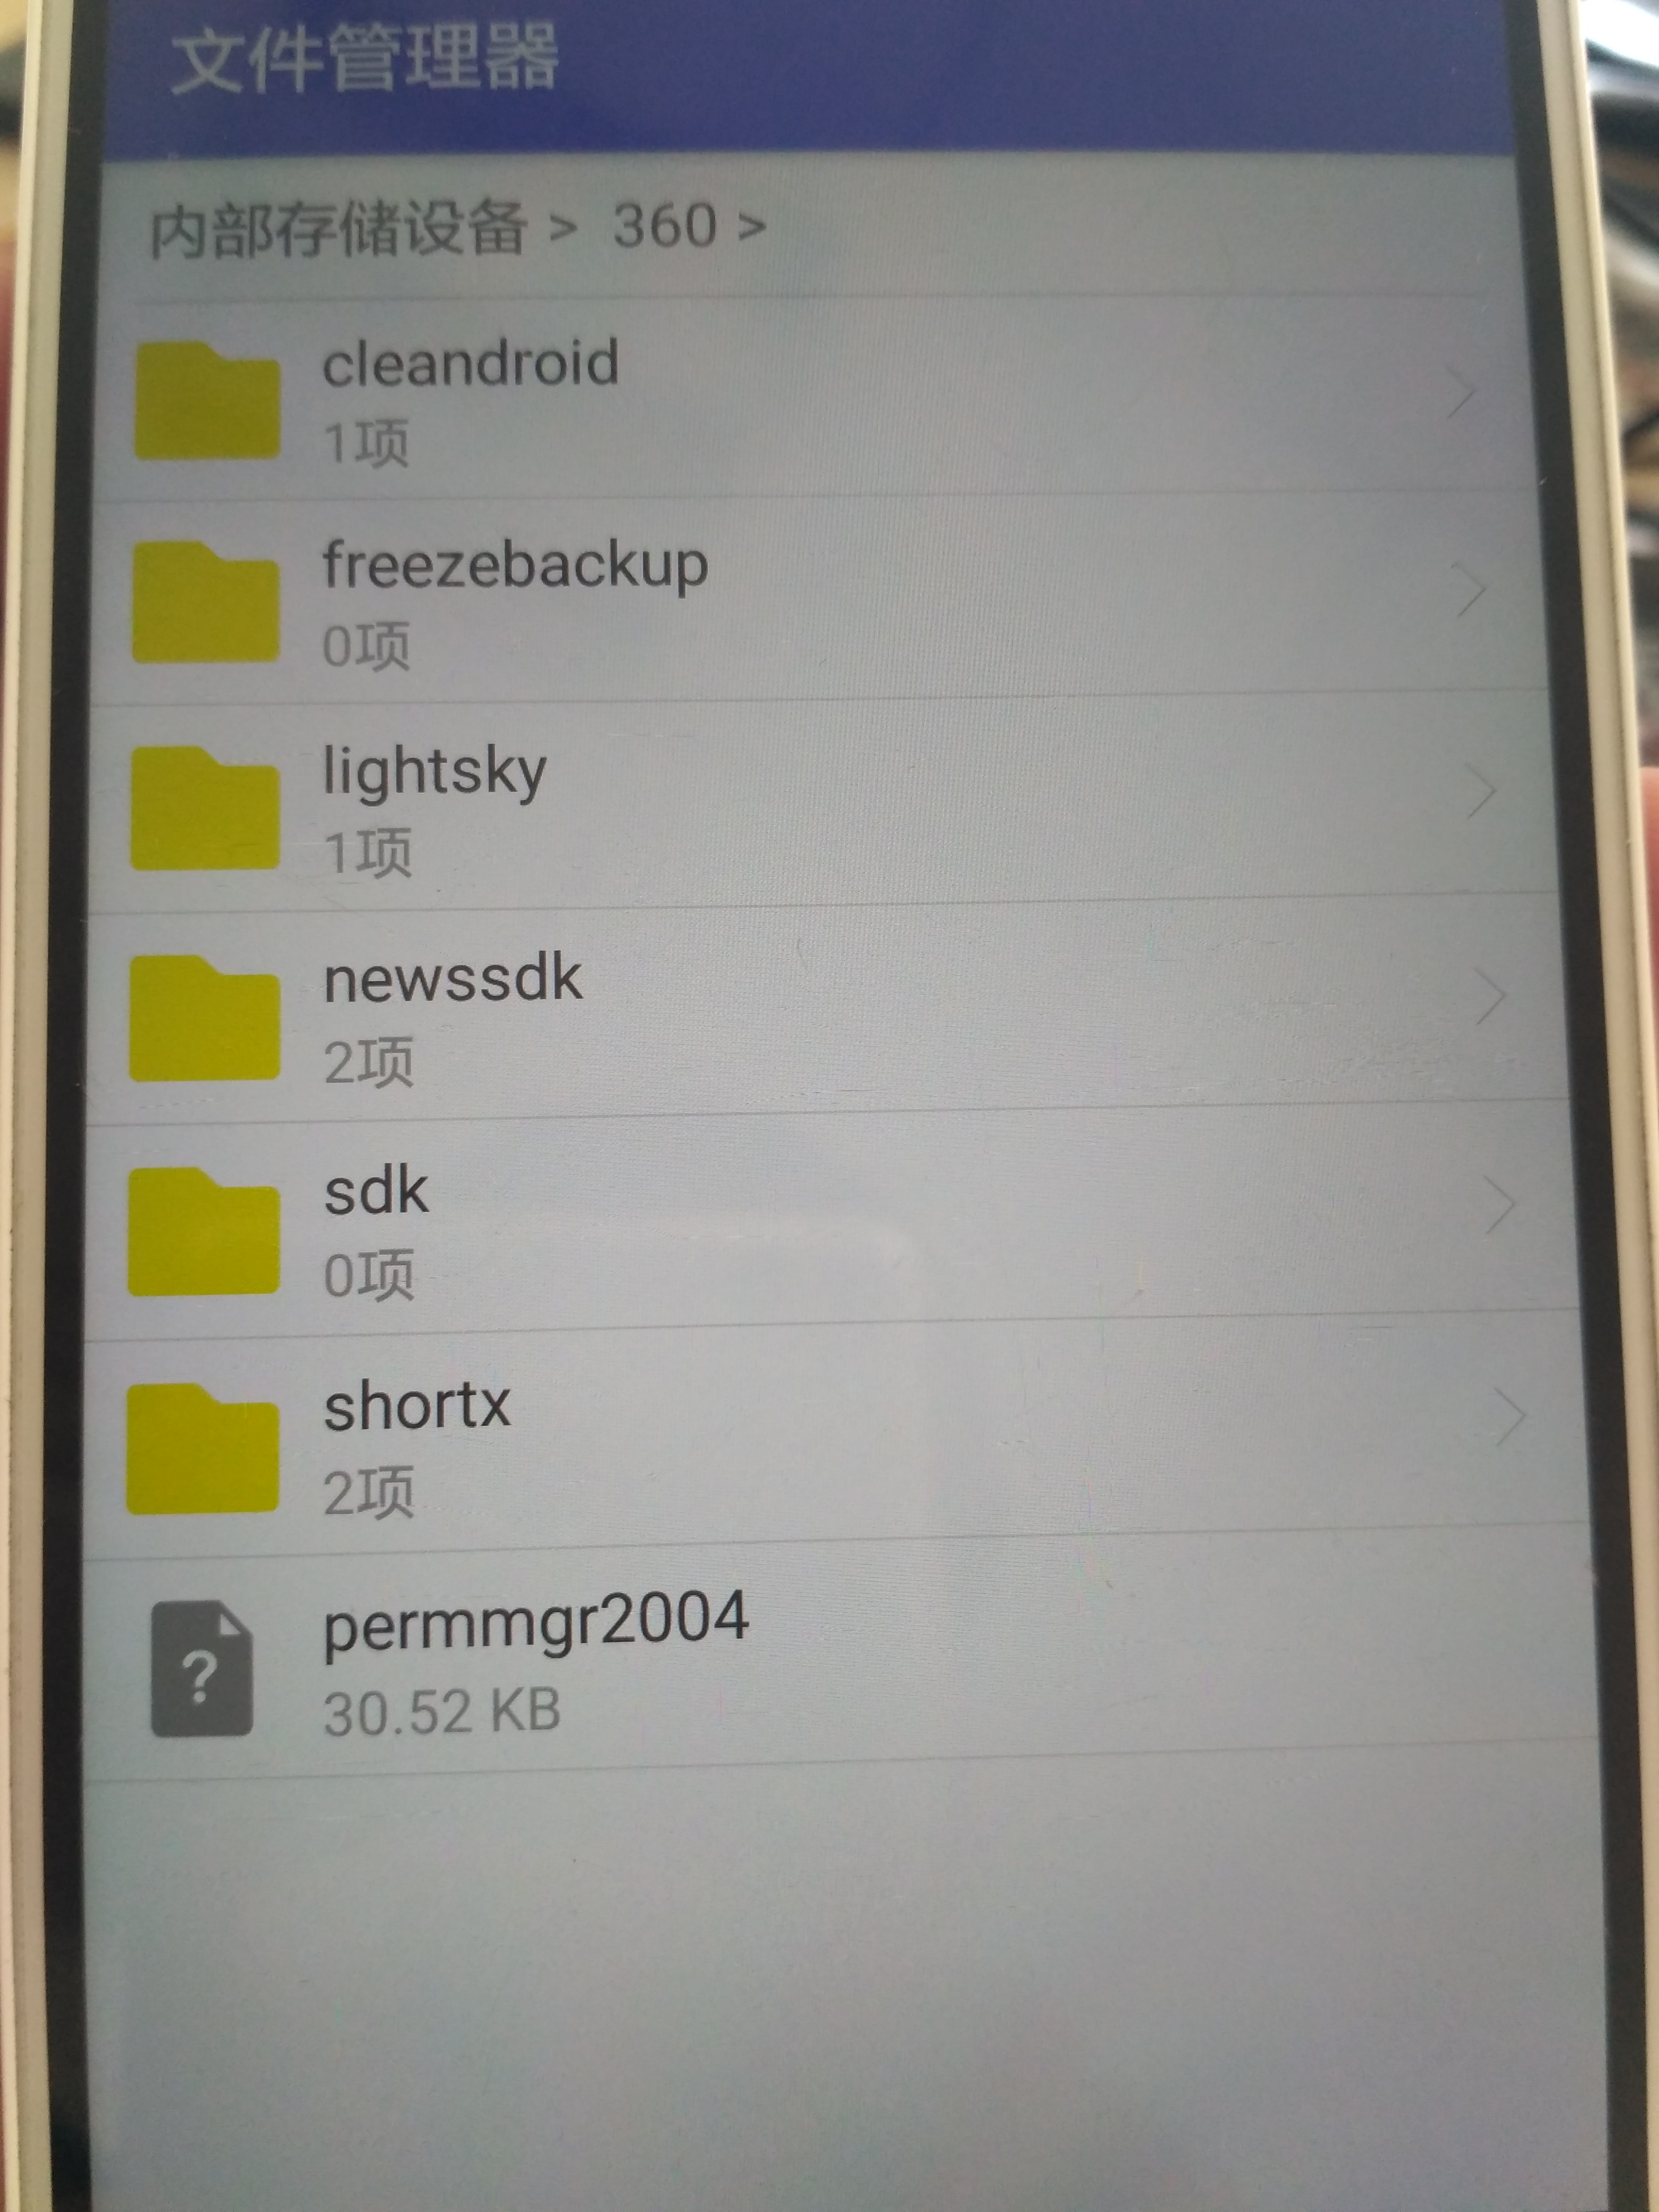 文件管理器
内部存储设备 > 360 >
cleandroid
1项
freezebackup
0项
lightsky
1项
newssdk
2项
sdk
0项
shortx
2项
?
permmgr2004
30.52 KB